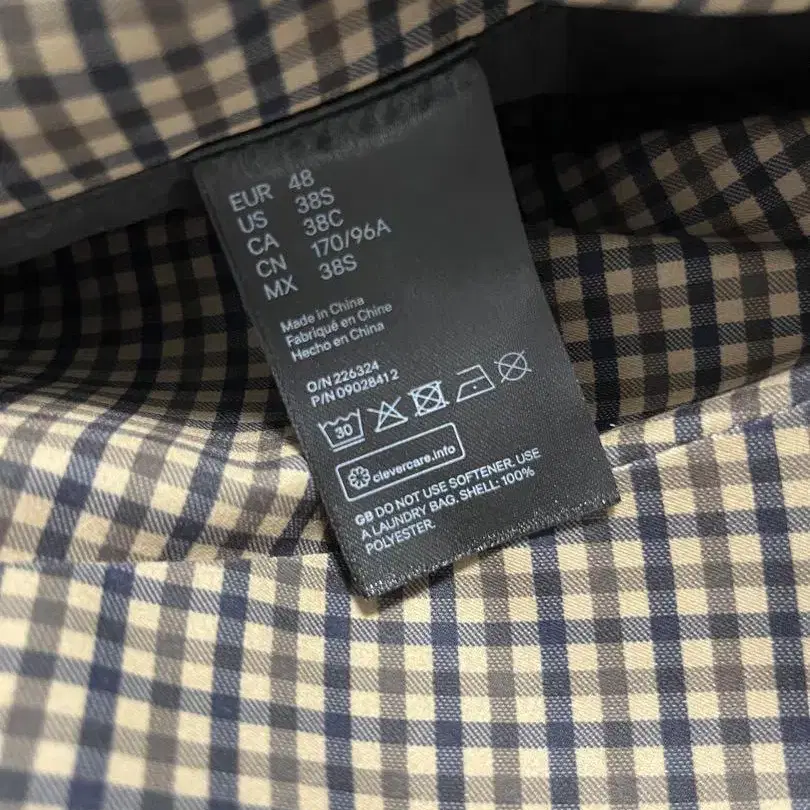 EUR 48
US 38S
CA 38C
CN 170/96A
MX 38S
Made in China
Fabriqué en Chine
Hecho en China
O/N 226324
P/N 09028412
30
clevercare.info
GB DO NOT USE SOFTENER. USE
A LAUNDRY BAG. SHELL: 100%
POLYESTER.